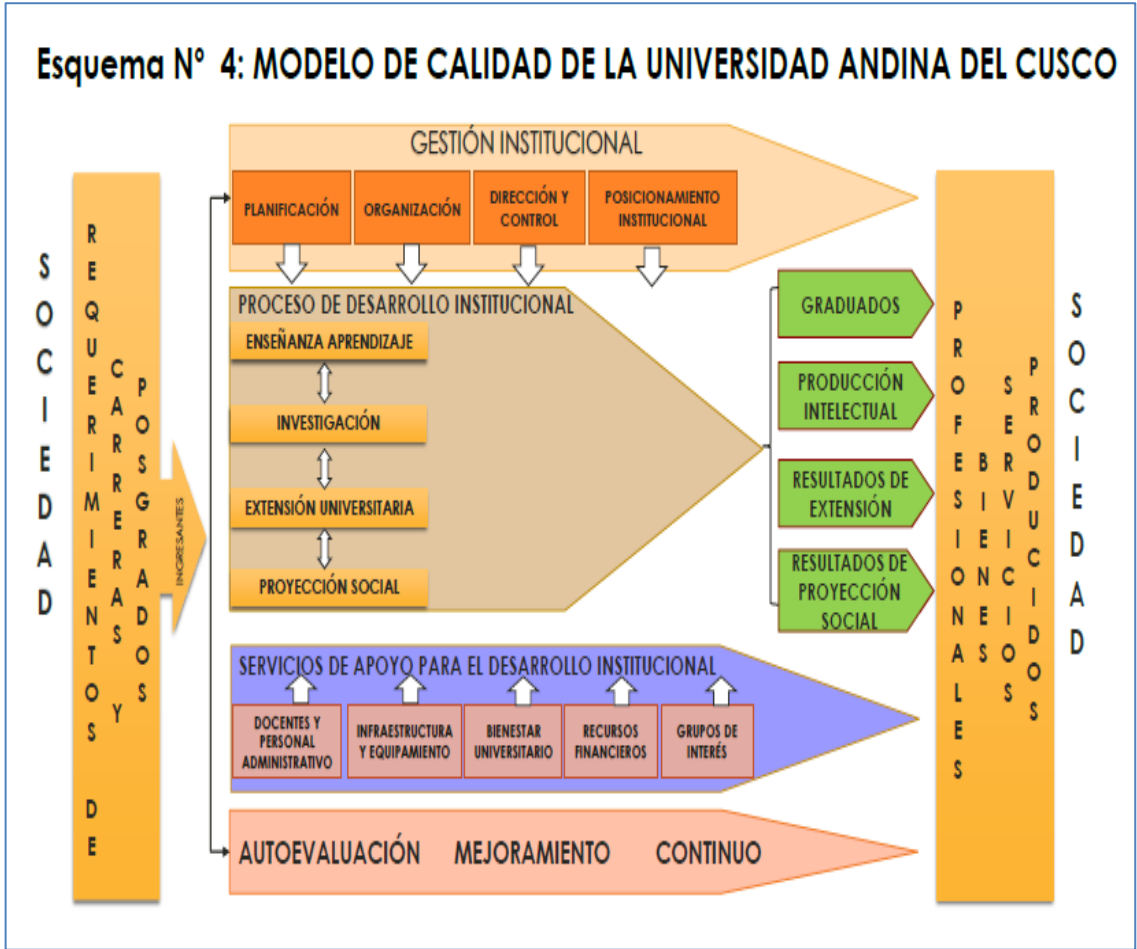 Esquema Nº 4: MODELO DE CALIDAD DE LA UNIVERSIDAD ANDINA DEL CUSCO
SOCIEDAD
REQUERIMIENTOS DE
CARRERAS Y
POSGRADOS
INGRESANTES
GESTIÓN INSTITUCIONAL
PLANIFICACIÓN
ORGANIZACIÓN
DIRECCIÓN Y
CONTROL
POSICIONAMIENTO
INSTITUCIONAL
PROCESO DE DESARROLLO INSTITUCIONAL
ENSEÑANZA APRENDIZAJE
INVESTIGACIÓN
EXTENSIÓN UNIVERSITARIA
PROYECCIÓN SOCIAL
SERVICIOS DE APOYO PARA EL DESARROLLO INSTITUCIONAL
DOCENTES Y
PERSONAL
ADMINISTRATIVO
INFRAESTRUCTURA
Y EQUIPAMIENTO
BIENESTAR
UNIVERSITARIO
RECURSOS
FINANCIEROS
GRUPOS DE
INTERÉS
AUTOEVALUACIÓN MEJORAMIENTO CONTINUO
GRADUADOS
PRODUCCIÓN
INTELECTUAL
RESULTADOS DE
EXTENSIÓN
RESULTADOS DE
PROYECCIÓN
SOCIAL
PROFESIONALES
BIENES
SERVICIOS
PRODUCIDOS
SOCIEDAD